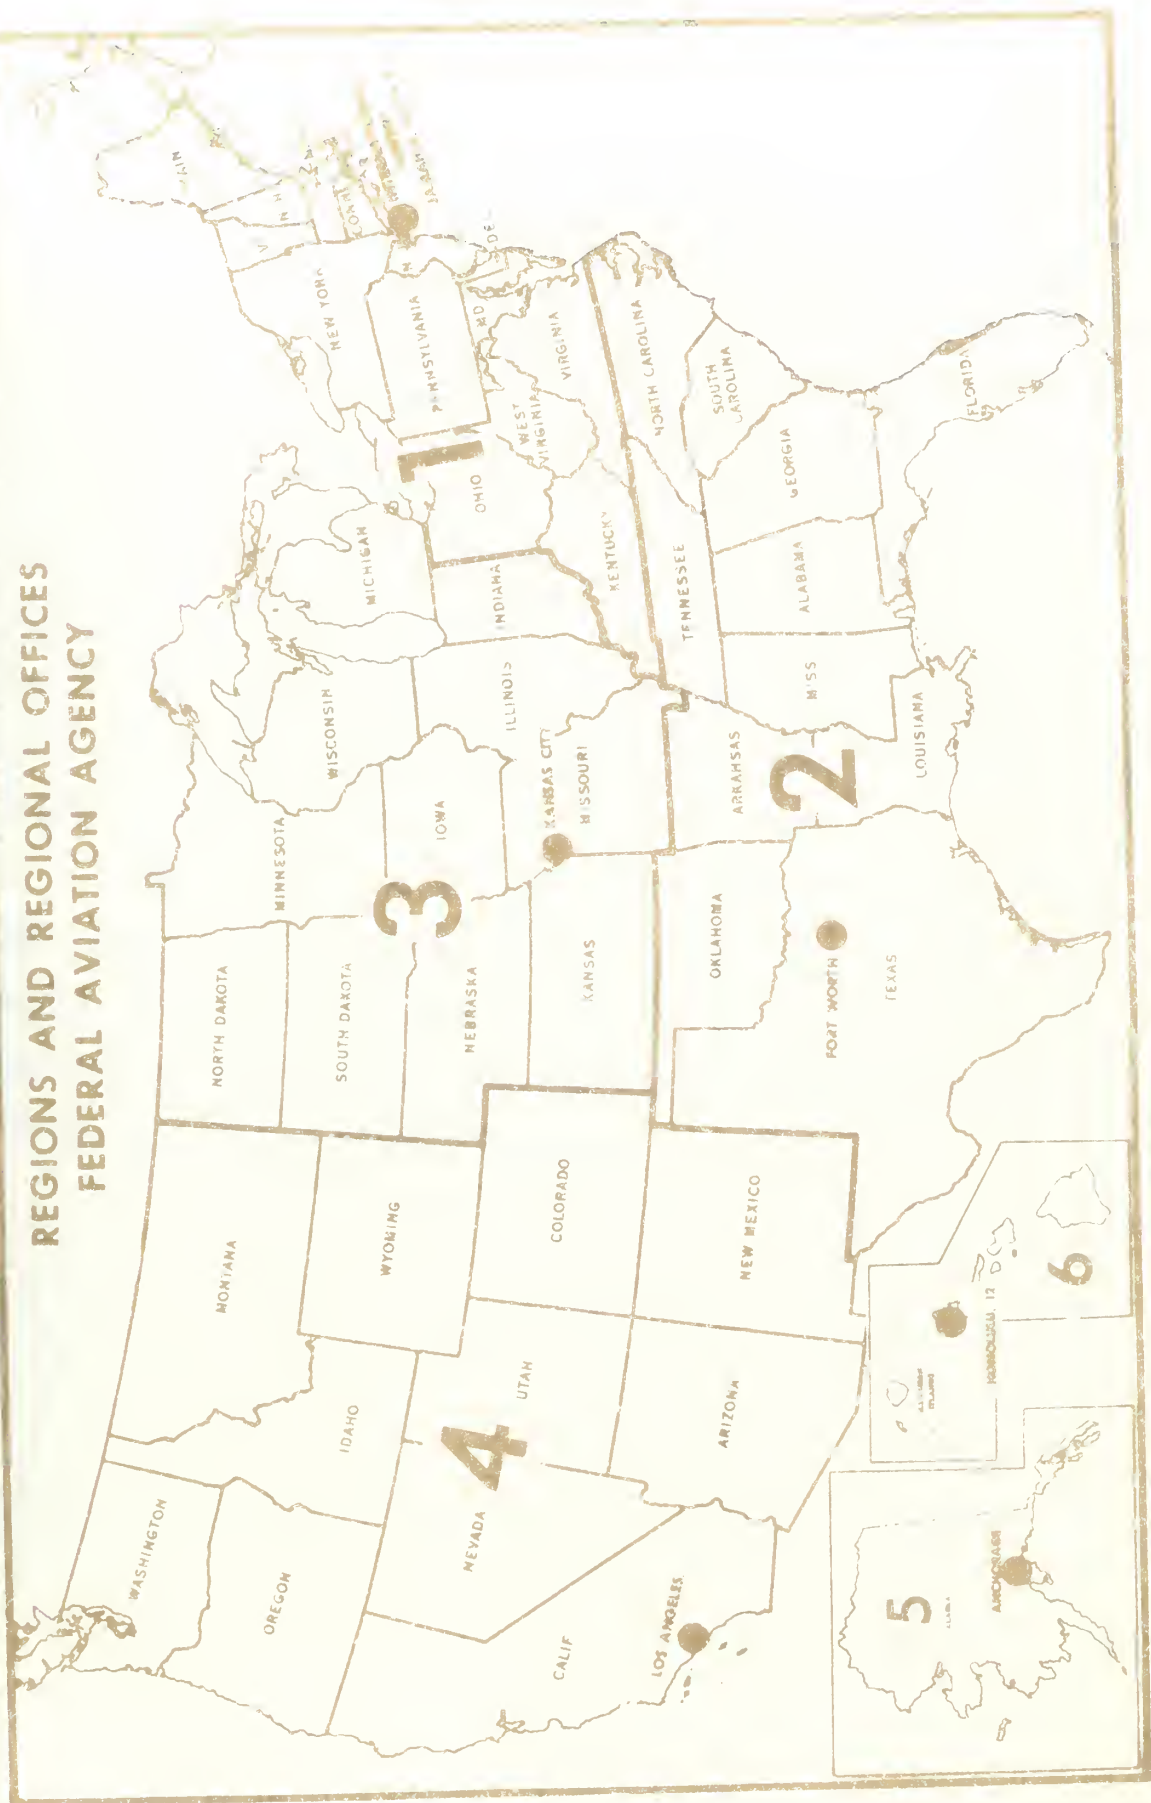 REGIONS AND REGIONAL OFFICES
FEDERAL AVIATION AGENCY
WASHINGTON
MONTANA
NORTH DAKOTA
MINNESOTA
OREGON
IDAHO
WYOMING
SOUTH DAKOTA
WISCONSIN
MICHIGAN
NEW YORK
3
IOWA
1
PENNSYLVANIA
NEVADA
4
UTAH
COLORADO
NEBRASKA
ILLINOIS
INDIANA
OHIO
MD
WEST
VIRGINIA
VIRGINIA
CALIF
KANSAS CITY
KANSAS
MISSOURI
KENTUCKY
NORTH CAROLINA
LOS ANGELES
ARIZONA
NEW MEXICO
OKLAHOMA
ARKANSAS
TENNESSEE
SOUTH
CAROLINA
2
MISS
ALABAMA
GEORGIA
FORT WORTH
TEXAS
LOUISIANA
FLORIDA
5
ALASKA
ANCHORAGE
6